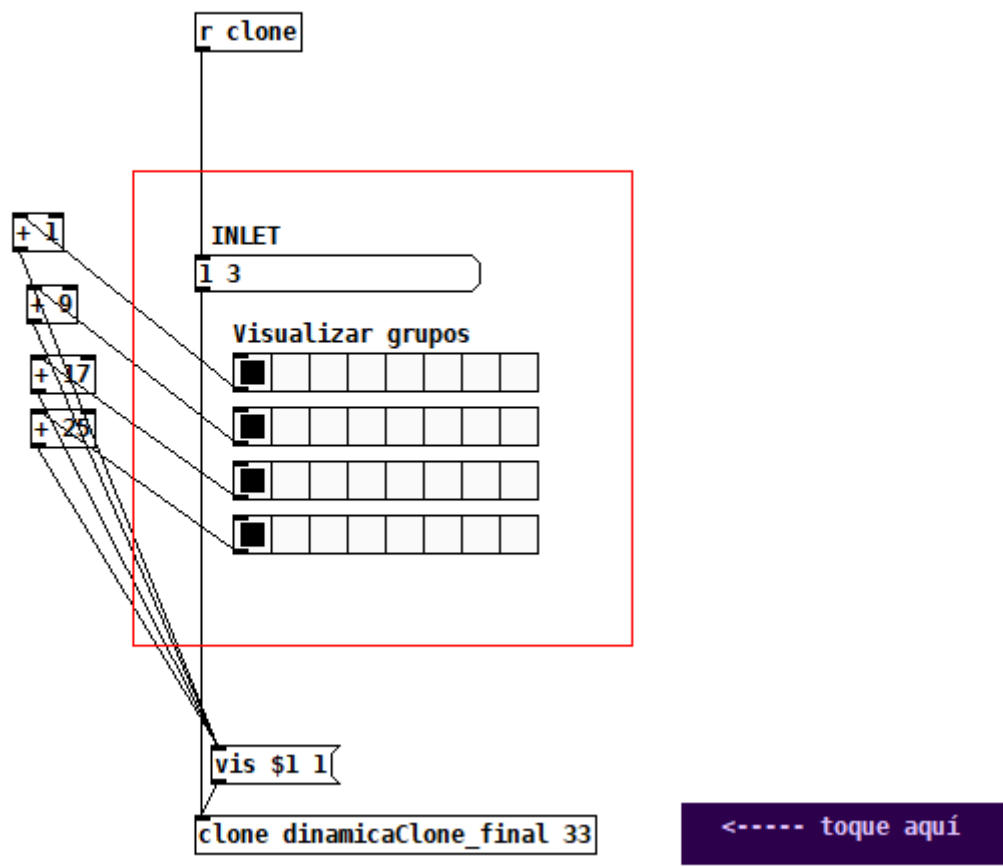 r clone
+ 1
INLET
1 3
+ 9
Visualizar grupos
+ 17
+ 25
vis $1 1
clone dinamicaClone_final 33
<----- toque aquí